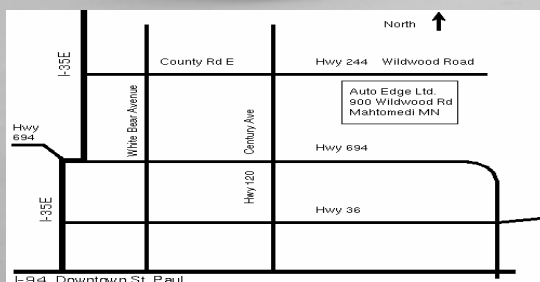 North
I-35E
County Rd E
Hwy 244 Wildwood Road
White Bear Avenue
Century Ave
Auto Edge Ltd.
900 Wildwood Rd
Mahtomedi MN
Hwy
694
Hwy 694
Hwy 120
I-35E
Hwy 36
I-94 Downtown St. Paul